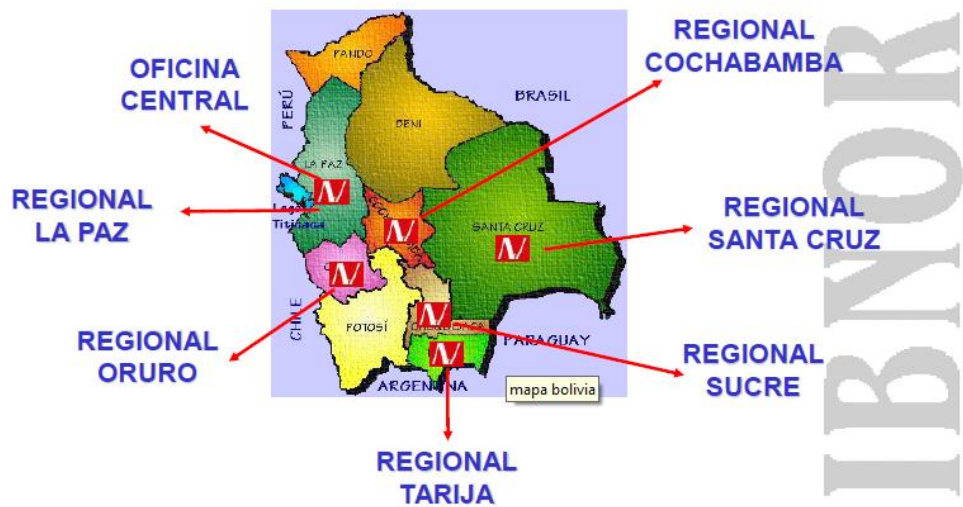 REGIONAL
COCHABAMBA
OFICINA
CENTRAL
PANDO
BRASIL
PERÚ
BENI
LA PAZ
REGIONAL
LA PAZ
Lago
Titicaca
SANTA CRUZ
REGIONAL
SANTA CRUZ
CHILE
POTOSÍ
PARAGUAY
REGIONAL
ORURO
REGIONAL
SUCRE
ARGENTINA
mapa bolivia
REGIONAL
TARIJA
IBNOR